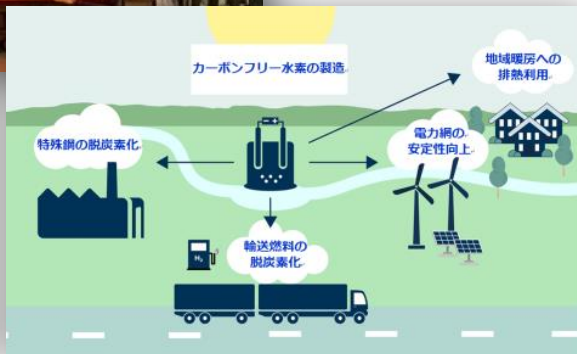 カーボンフリー水素の製造
地域暖房への
排熱利用
特殊鋼の脱炭素化
電力網の
安定性向上
輸送燃料の
脱炭素化
H₂